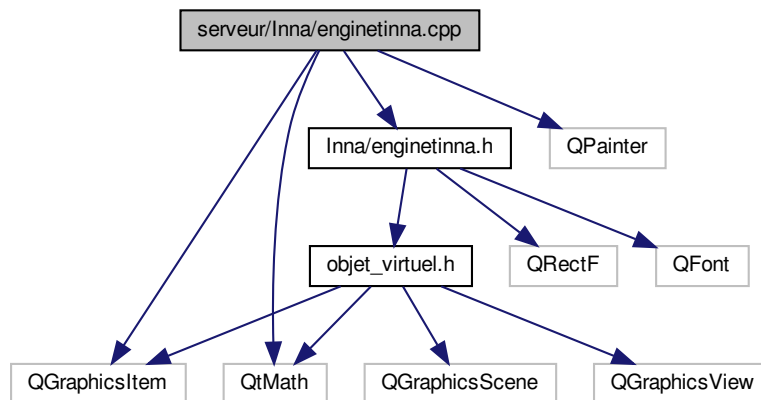 serveur/Inna/enginetinna.cpp
Inna/enginetinna.h
QPainter
objet_virtuel.h
QRectF
QFont
QGraphicsItem
QtMath
QGraphicsScene
QGraphicsView